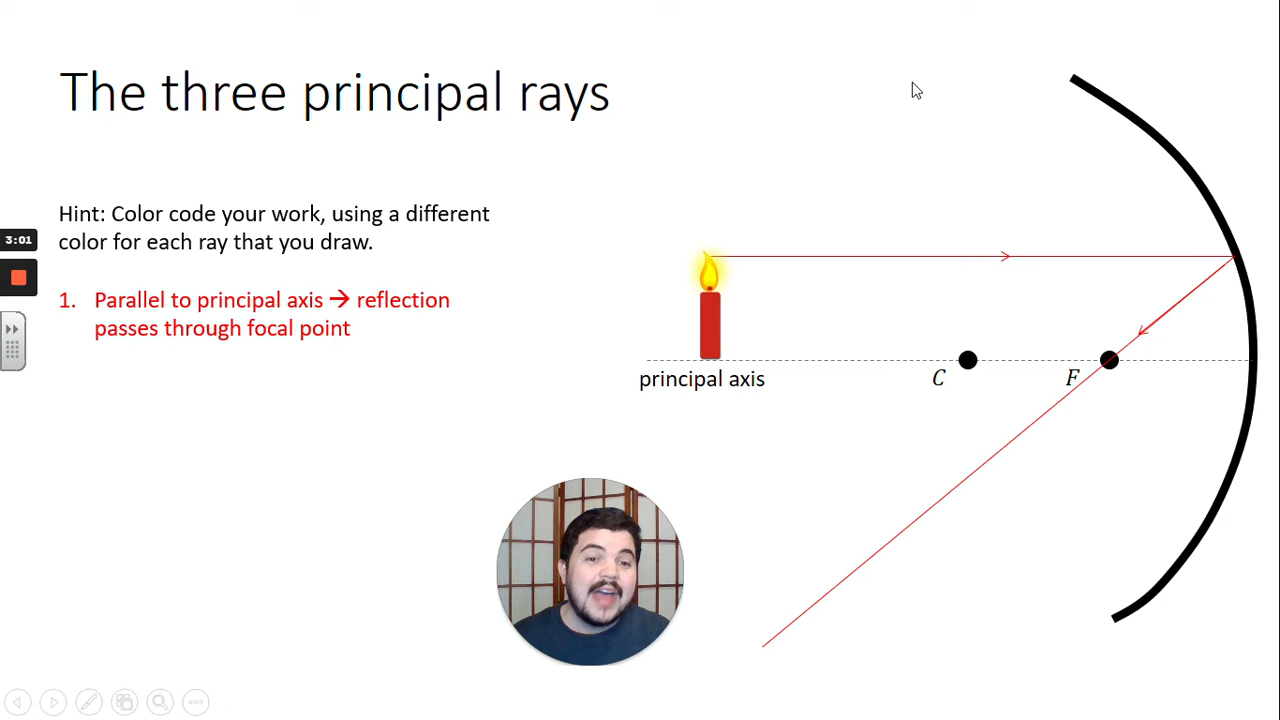 The three principal rays
Hint: Color code your work, using a different
color for each ray that you draw.
3:01
1. Parallel to principal axis → reflection
passes through focal point
principal axis
C
F